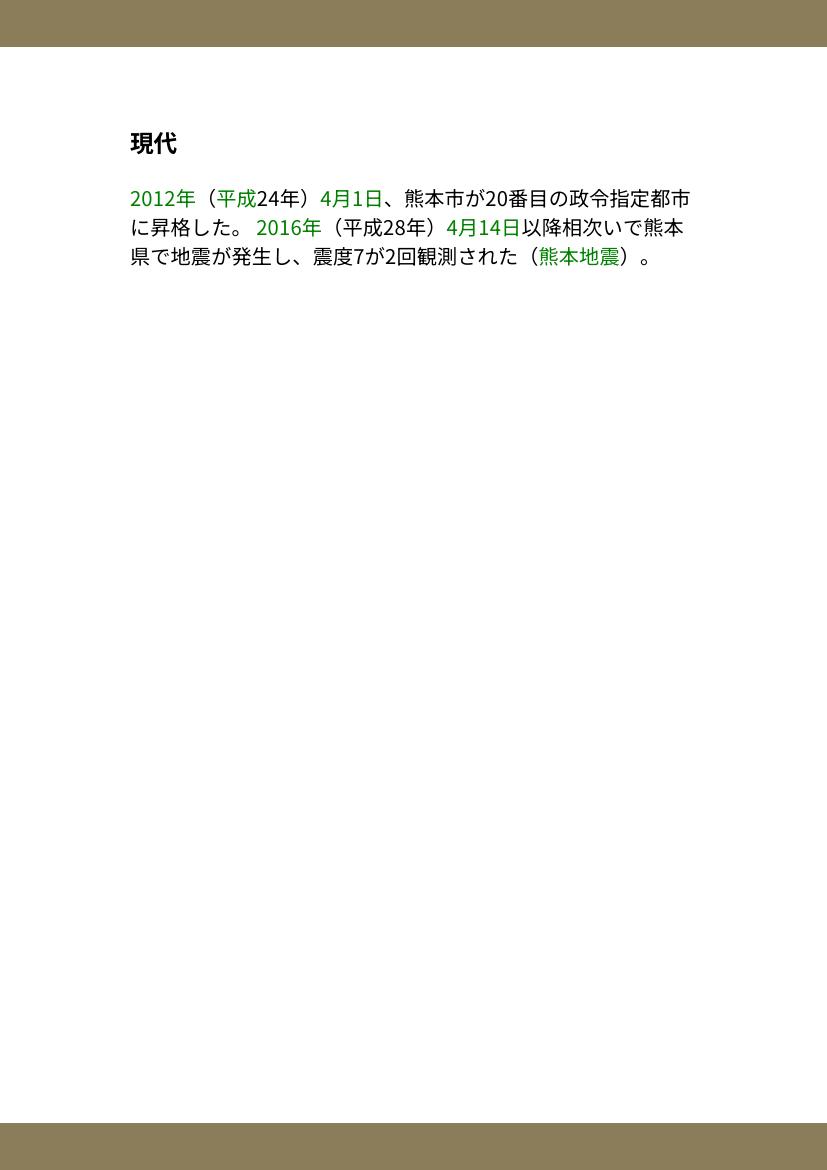 現代
2012年（平成24年）4月1日、熊本市が20番目の政令指定都市
に昇格した。 2016年（平成28年）4月14日以降相次いで熊本
県で地震が発生し、震度7が2回観測された（熊本地震）。